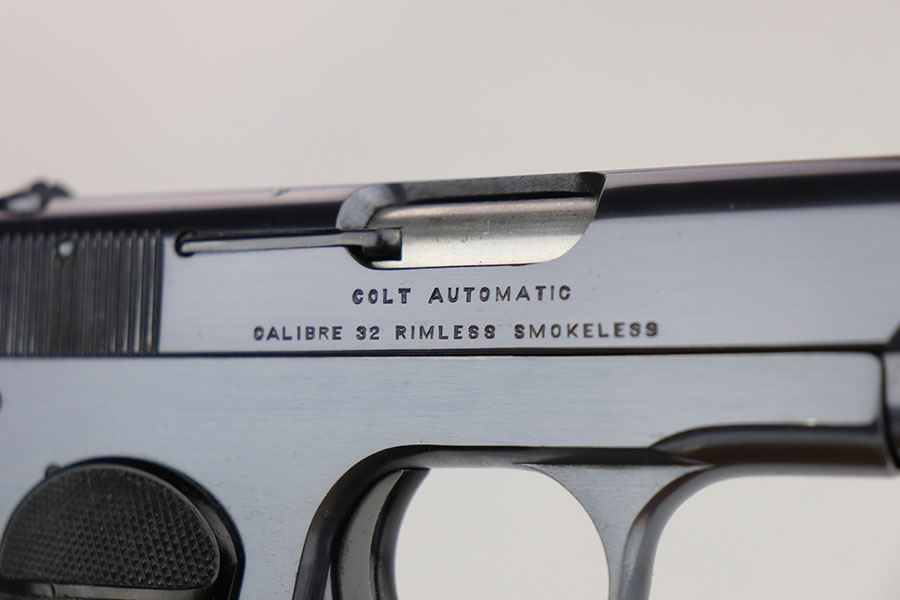 COLT AUTOMATIC
CALIBRE 32 RIMLESS SMOKELESS